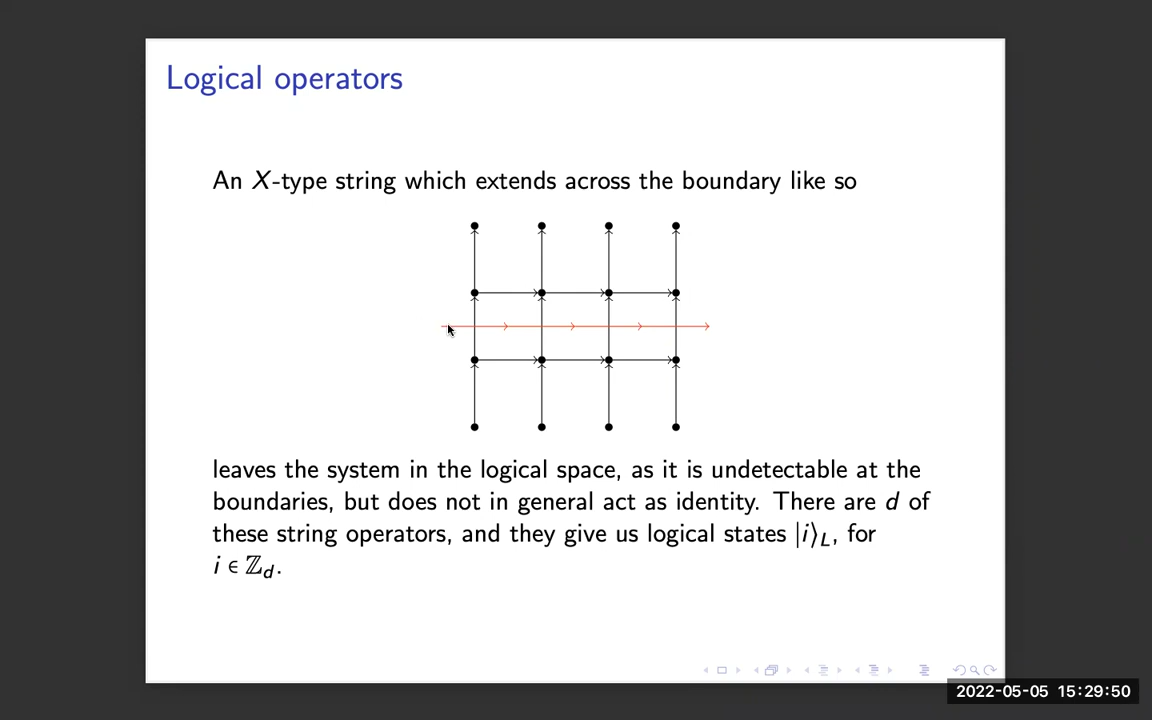 Logical operators
An X-type string which extends across the boundary like so
leaves the system in the logical space, as it is undetectable at the
boundaries, but does not in general act as identity. There are d of
these string operators, and they give us logical states |i⟩_L, for
i ∈ ℤ_d.
2022-05-05 15:29:50